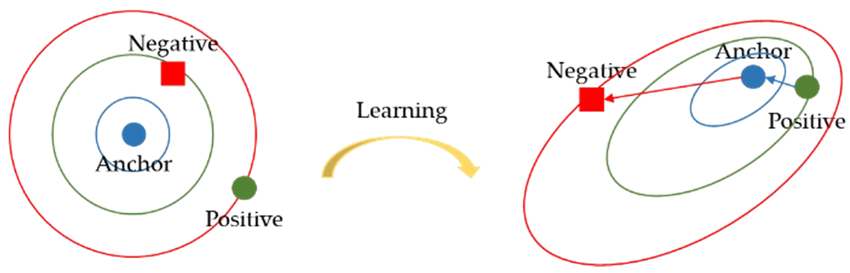 Negative
Anchor
Positive
Learning
Anchor
Negative
Positive